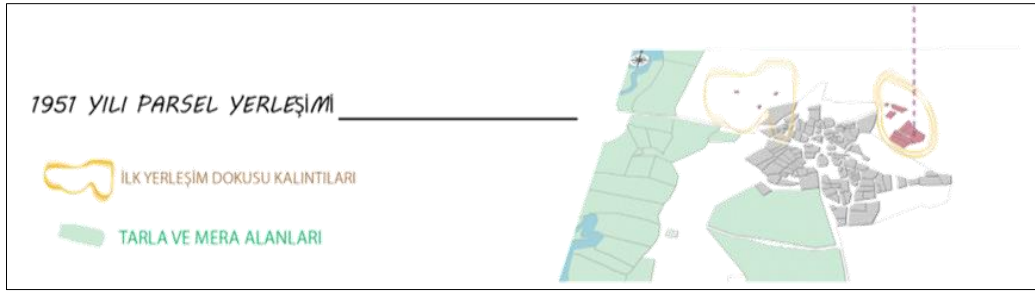 1951 YILI PARSEL YERLEŞİMİ
İLK YERLEŞİM DOKUSU KALINTILARI
TARLA VE MERA ALANLARI